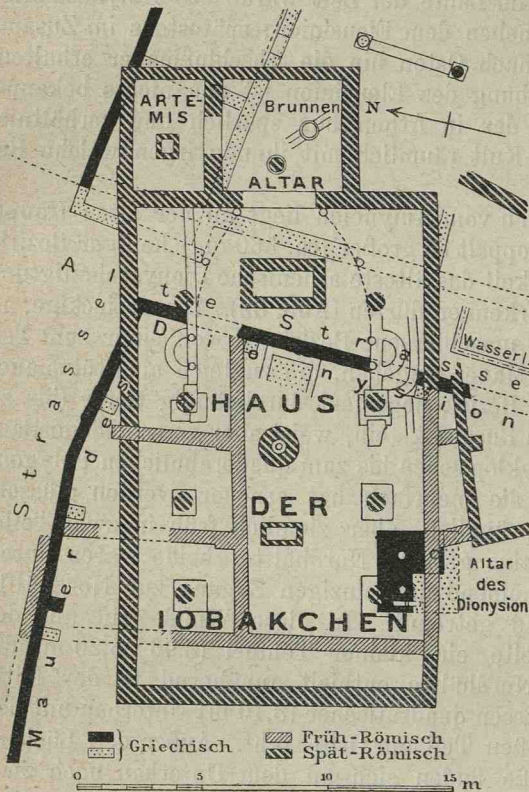 ARTE-
MIS
Brunnen
N
ALTAR
Alte Strasse
Wasserl.
Strasse
Mauer des Dionysion
HAUS
DER
IOBAKCHEN
Altar
des
Dionysion
Griechisch
Früh-Römisch
Spät-Römisch
0 5 10 15 m